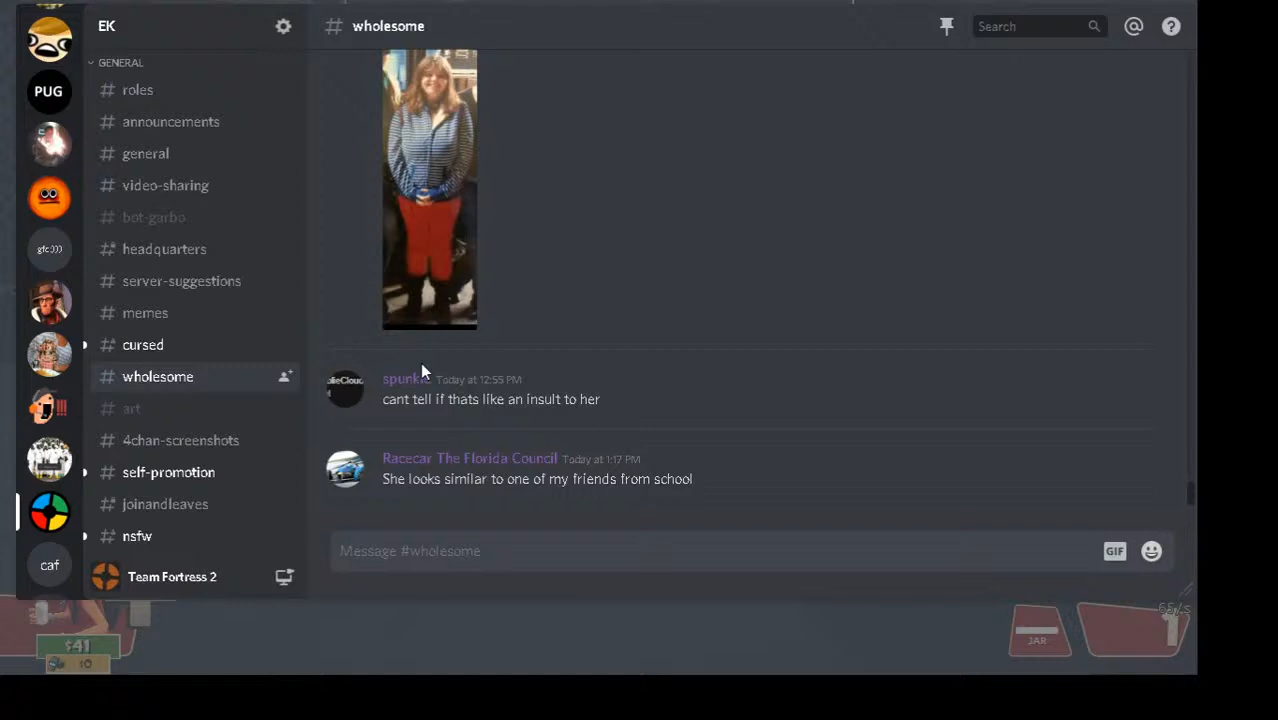 EK
# wholesome
Search
PUG
GENERAL
# roles
# announcements
# general
# video-sharing
# bot-garbo
gfc:)))
# headquarters
# server-suggestions
# memes
# cursed
# wholesome
# art
# 4chan-screenshots
# self-promotion
# joinandleaves
# nsfw
caf
Team Fortress 2
Today at 12:55 PM
cant tell if thats like an insult to her
Racecar The Florida Council Today at 1:17 PM
She looks similar to one of my friends from school
Message #wholesome
GIF
$41
JAR